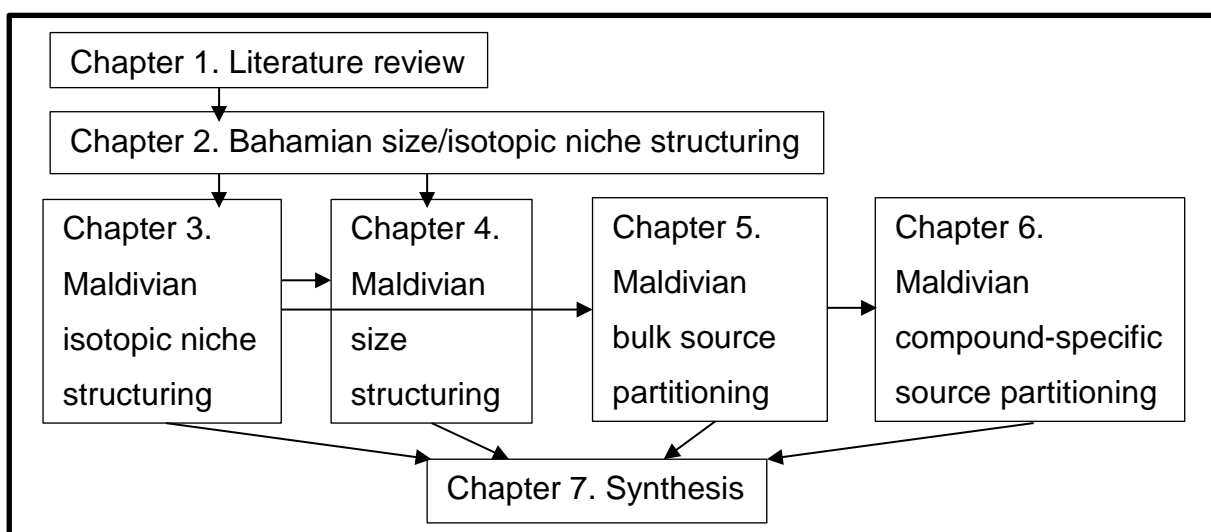 Chapter 1. Literature review
Chapter 2. Bahamian size/isotopic niche structuring
Chapter 3.
Maldivian
isotopic niche
structuring
Chapter 4.
Maldivian
size
structuring
Chapter 5.
Maldivian
bulk source
partitioning
Chapter 6.
Maldivian
compound-specific
source partitioning
Chapter 7. Synthesis